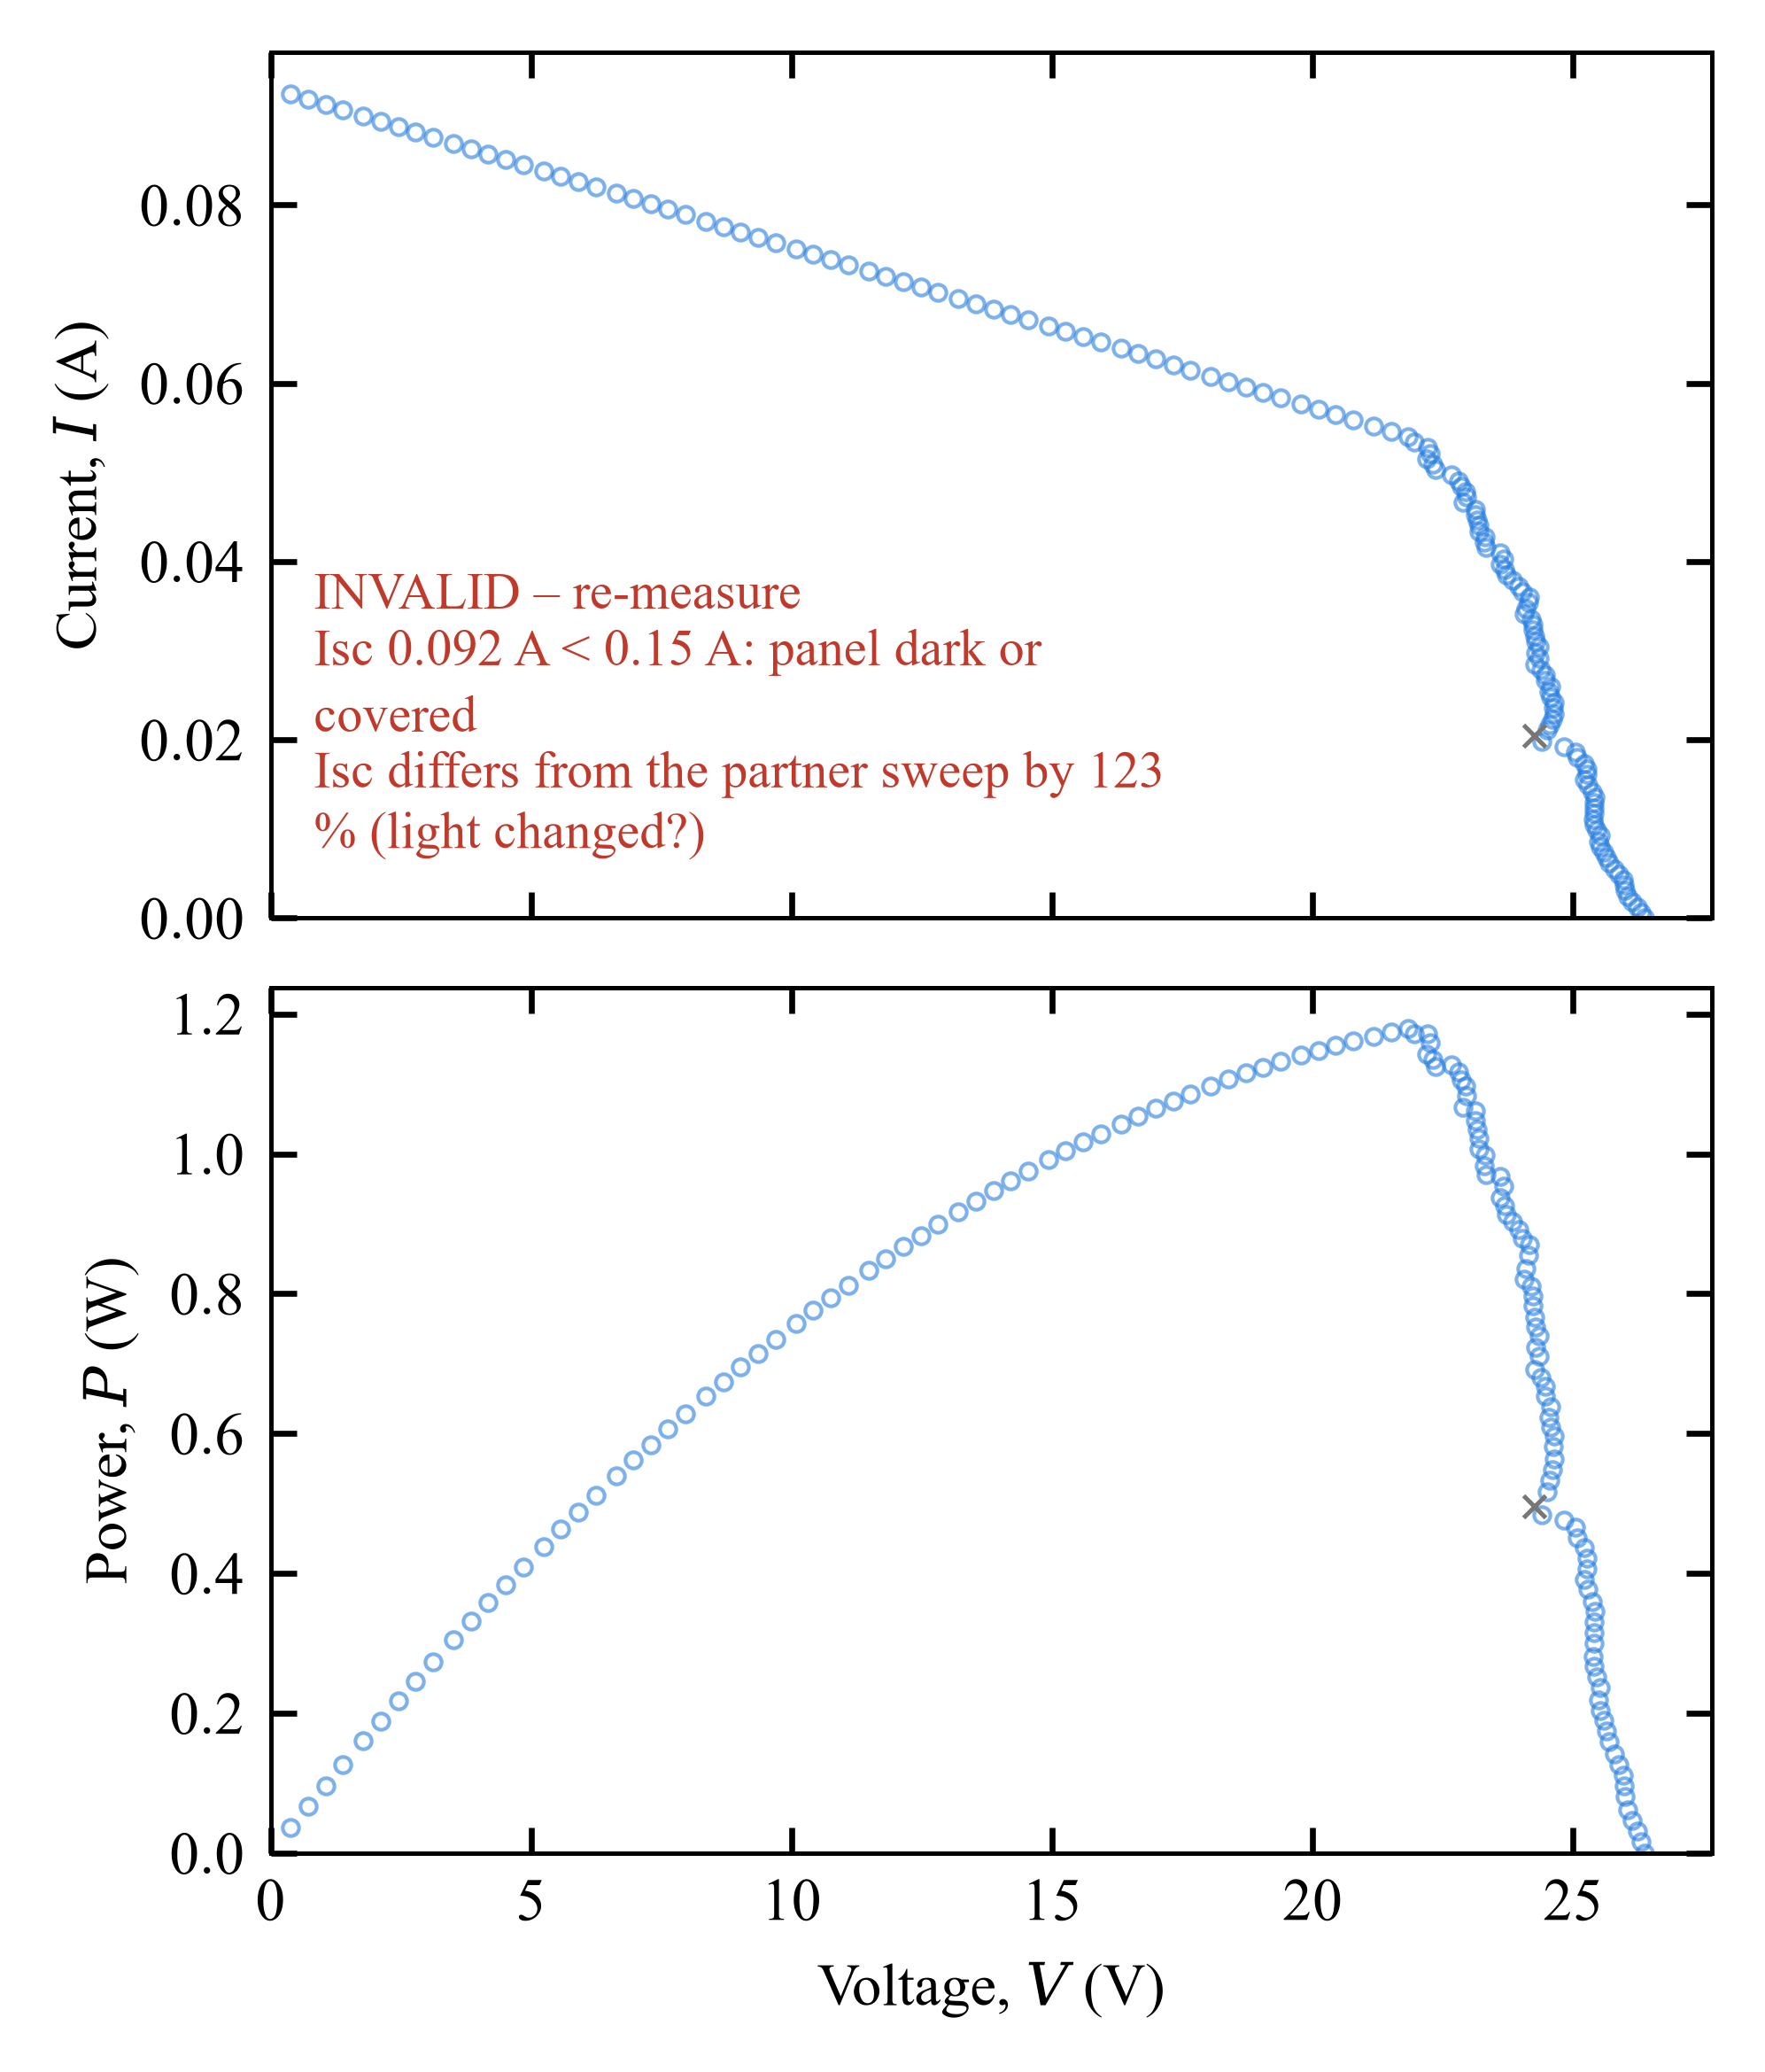 0.08
0.06
0.04
0.02
0.00
Current, I (A)
INVALID – re-measure
Isc 0.092 A < 0.15 A: panel dark or
covered
Isc differs from the partner sweep by 123
% (light changed?)
1.2
1.0
0.8
0.6
0.4
0.2
0.0
Power, P (W)
0 5 10 15 20 25
Voltage, V (V)